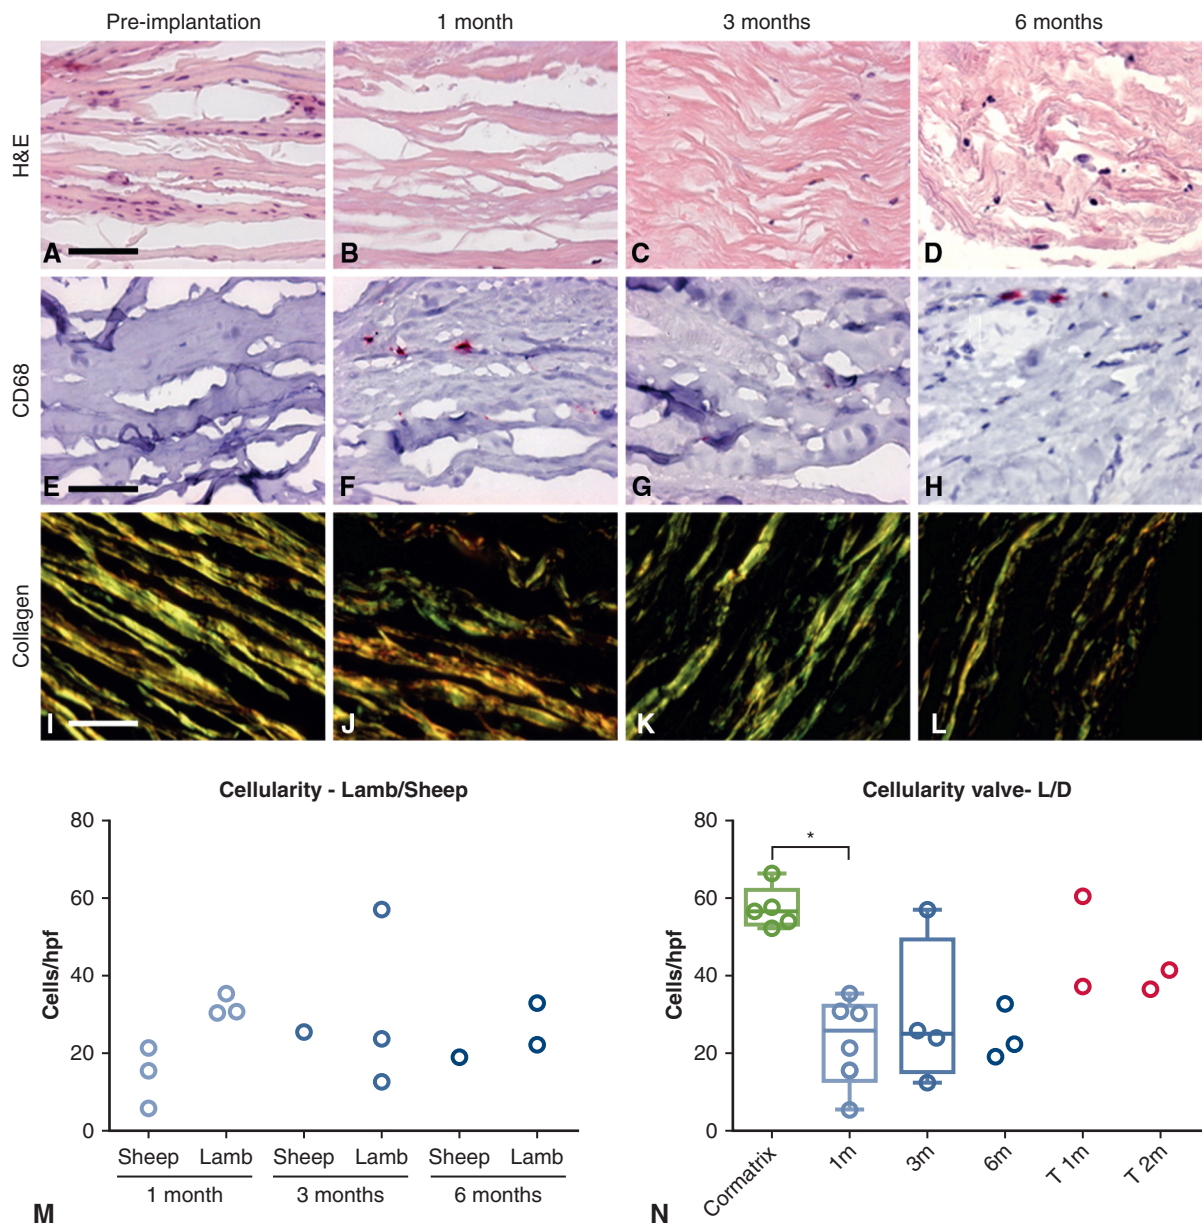 Pre-implantation 1 month 3 months 6 months
H&E
A B C D
CD68
E F G H
Collagen
I J K L
Cellularity - Lamb/Sheep
Cells/hpf
80
60
40
20
0
Sheep Lamb Sheep Lamb Sheep Lamb
1 month 3 months 6 months
M
Cellularity valve- L/D
Cells/hpf
80
60
40
20
0
*
Cormatrix 1m 3m 6m T 1m T 2m
N